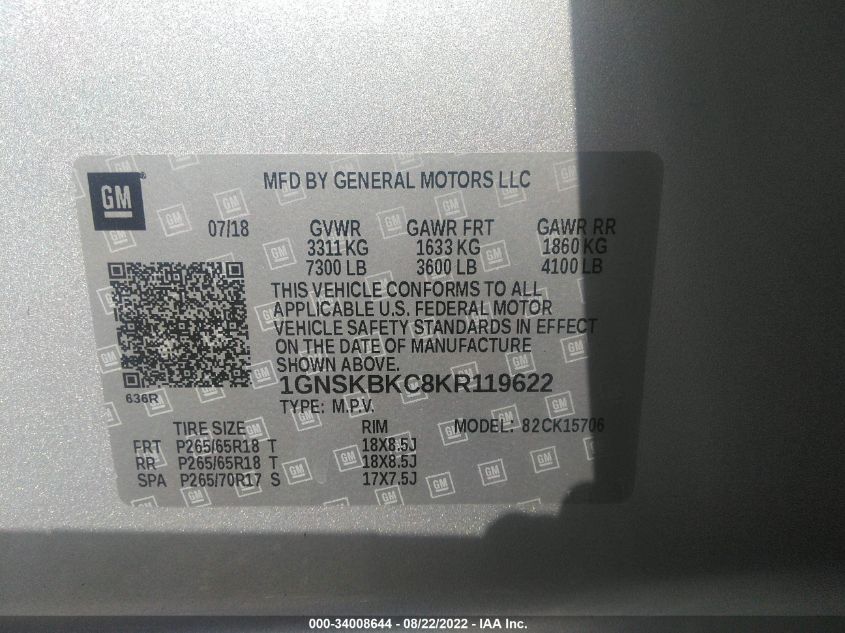 GM
MFD BY GENERAL MOTORS LLC
07/18 GVWR GAWR FRT GAWR RR
3311 KG 1633 KG 1860 KG
7300 LB 3600 LB 4100 LB
THIS VEHICLE CONFORMS TO ALL
APPLICABLE U.S. FEDERAL MOTOR
VEHICLE SAFETY STANDARDS IN EFFECT
ON THE DATE OF MANUFACTURE
SHOWN ABOVE.
636R
1GNSKBKC8KR119622
TYPE: M.P.V.
TIRE SIZE RIM MODEL: 82CK15706
FRT P265/65R18 T 18X8.5J
RR P265/65R18 T 18X8.5J
SPA P265/70R17 S 17X7.5J
000-34008644 - 08/22/2022 - IAA Inc.